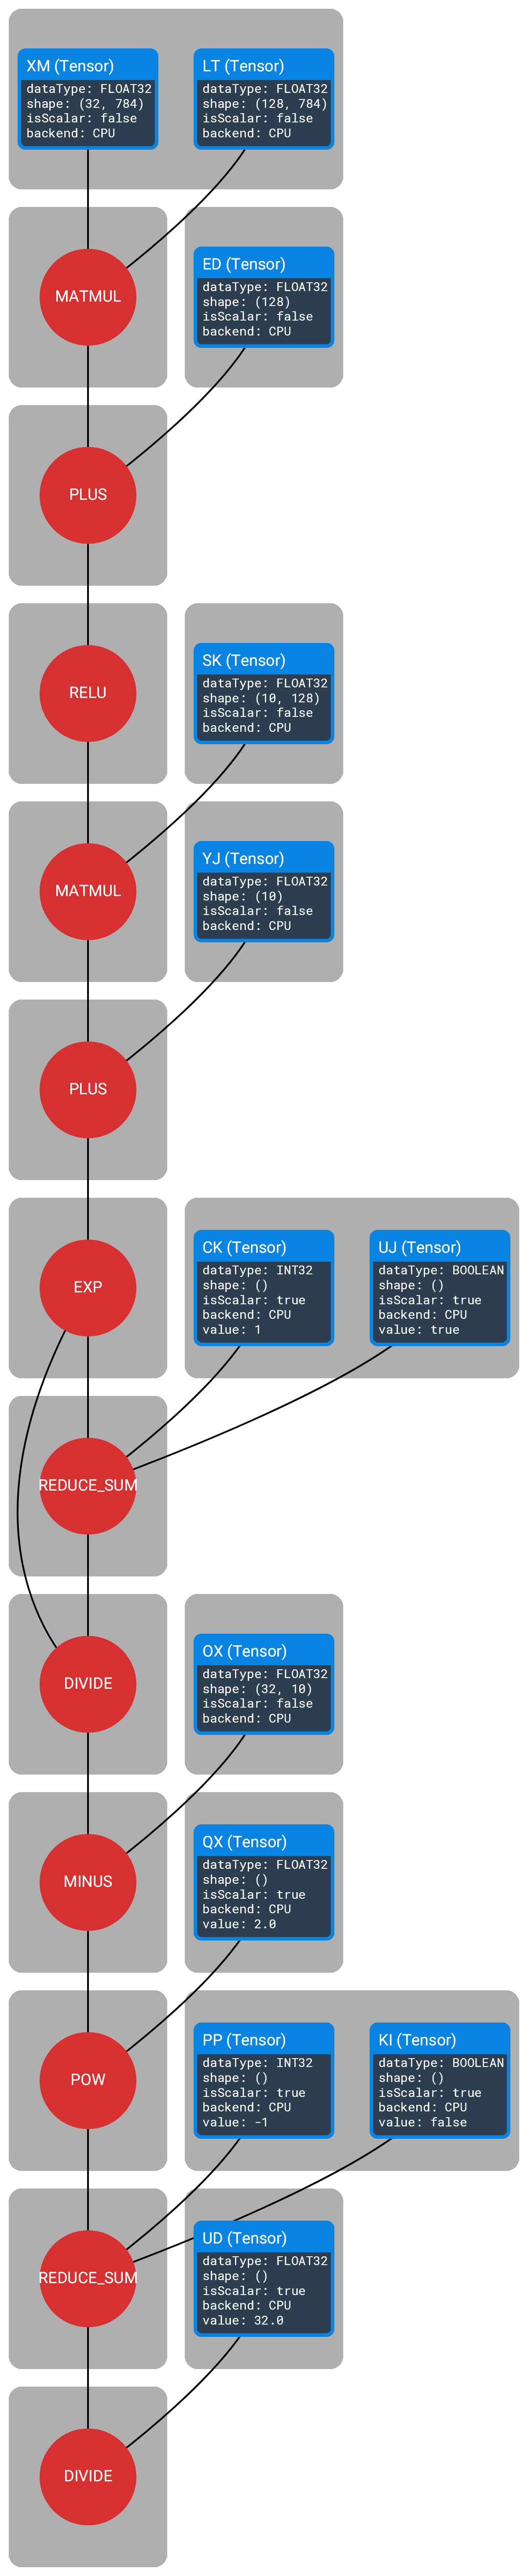 XM (Tensor)
dataType: FLOAT32
shape: (32, 784)
isScalar: false
backend: CPU
LT (Tensor)
dataType: FLOAT32
shape: (128, 784)
isScalar: false
backend: CPU
MATMUL
ED (Tensor)
dataType: FLOAT32
shape: (128)
isScalar: false
backend: CPU
PLUS
RELU
SK (Tensor)
dataType: FLOAT32
shape: (10, 128)
isScalar: false
backend: CPU
MATMUL
YJ (Tensor)
dataType: FLOAT32
shape: (10)
isScalar: false
backend: CPU
PLUS
EXP
CK (Tensor)
dataType: INT32
shape: ()
isScalar: true
backend: CPU
value: 1
UJ (Tensor)
dataType: BOOLEAN
shape: ()
isScalar: true
backend: CPU
value: true
REDUCE_SUM
DIVIDE
OX (Tensor)
dataType: FLOAT32
shape: (32, 10)
isScalar: false
backend: CPU
MINUS
QX (Tensor)
dataType: FLOAT32
shape: ()
isScalar: true
backend: CPU
value: 2.0
POW
PP (Tensor)
dataType: INT32
shape: ()
isScalar: true
backend: CPU
value: -1
KI (Tensor)
dataType: BOOLEAN
shape: ()
isScalar: true
backend: CPU
value: false
REDUCE_SUM
UD (Tensor)
dataType: FLOAT32
shape: ()
isScalar: true
backend: CPU
value: 32.0
DIVIDE